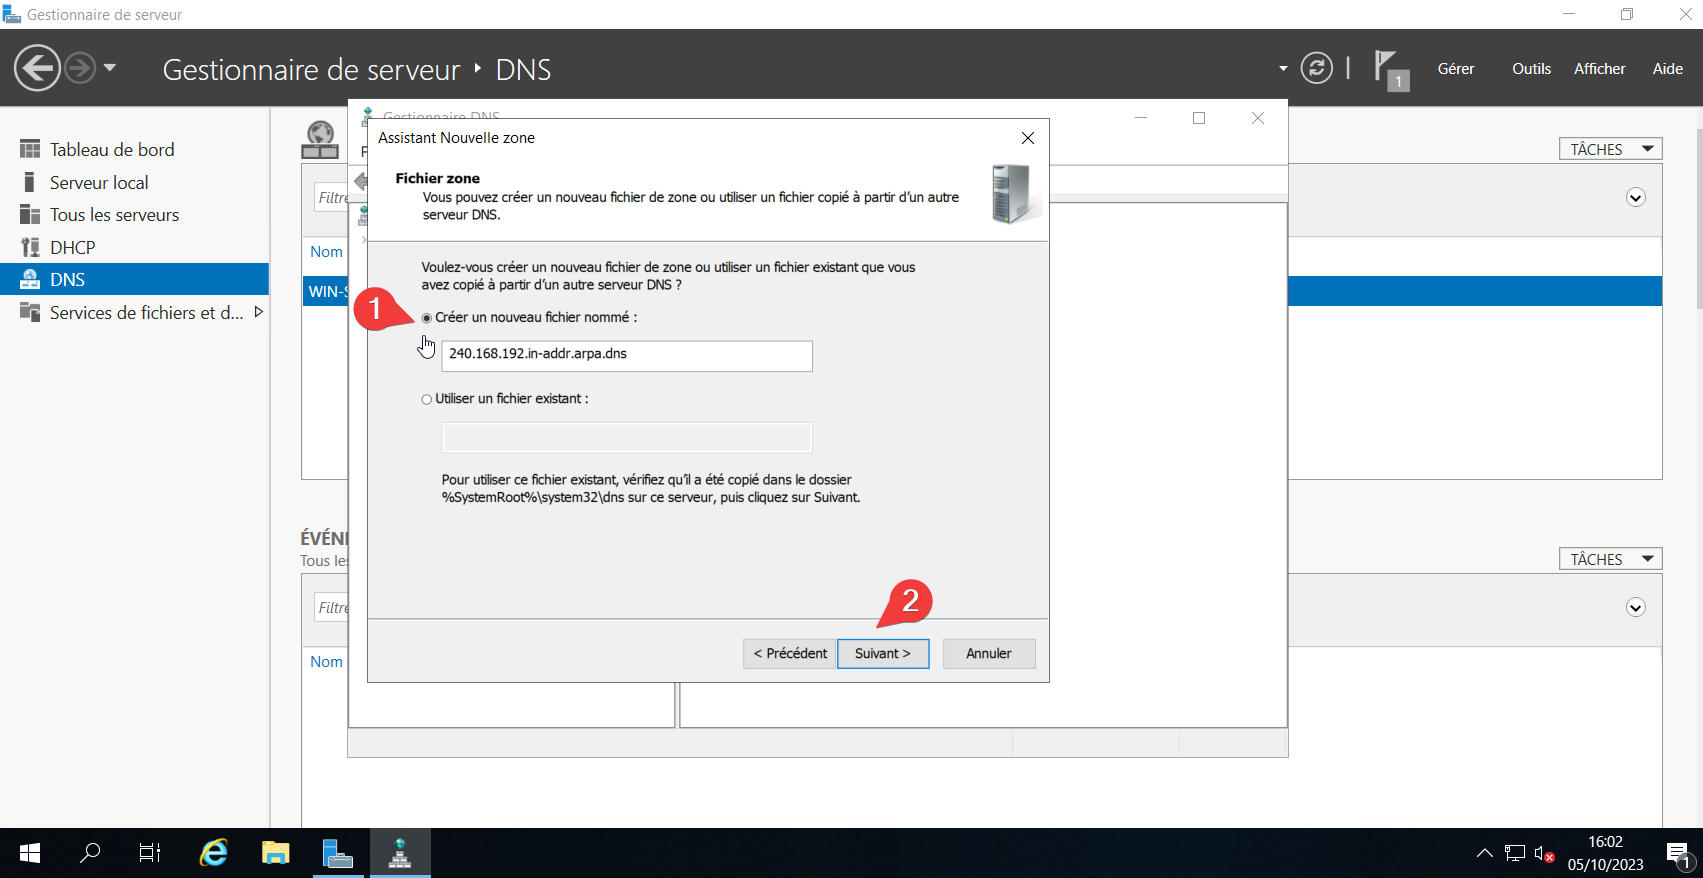 Gestionnaire de serveur
Gestionnaire de serveur ‣ DNS
1
Gérer
Outils
Afficher
Aide
Tableau de bord
Serveur local
Tous les serveurs
DHCP
DNS
Services de fichiers et d...
TÂCHES
Filtre
Nom
WIN-S
Gestionnaire DNS
F
Assistant Nouvelle zone
Fichier zone
Vous pouvez créer un nouveau fichier de zone ou utiliser un fichier copié à partir d’un autre
serveur DNS.
Voulez-vous créer un nouveau fichier de zone ou utiliser un fichier existant que vous
avez copié à partir d’un autre serveur DNS ?
1
Créer un nouveau fichier nommé :
240.168.192.in-addr.arpa.dns
Utiliser un fichier existant :
Pour utiliser ce fichier existant, vérifiez qu’il a été copié dans le dossier
%SystemRoot%\system32\dns sur ce serveur, puis cliquez sur Suivant.
2
< Précédent
Suivant >
Annuler
ÉVÉN
Tous les
TÂCHES
Filtre
Nom
16:02
05/10/2023
1